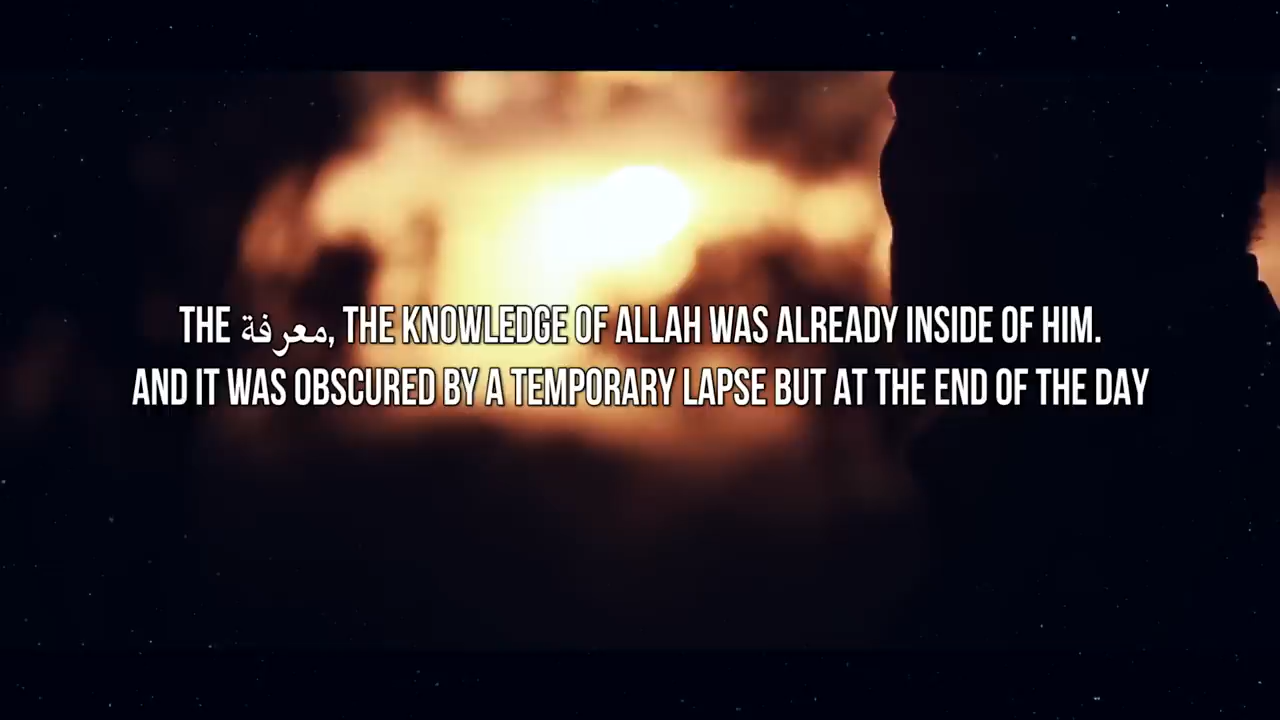 THE معرفة, THE KNOWLEDGE OF ALLAH WAS ALREADY INSIDE OF HIM.
AND IT WAS OBSCURED BY A TEMPORARY LAPSE BUT AT THE END OF THE DAY